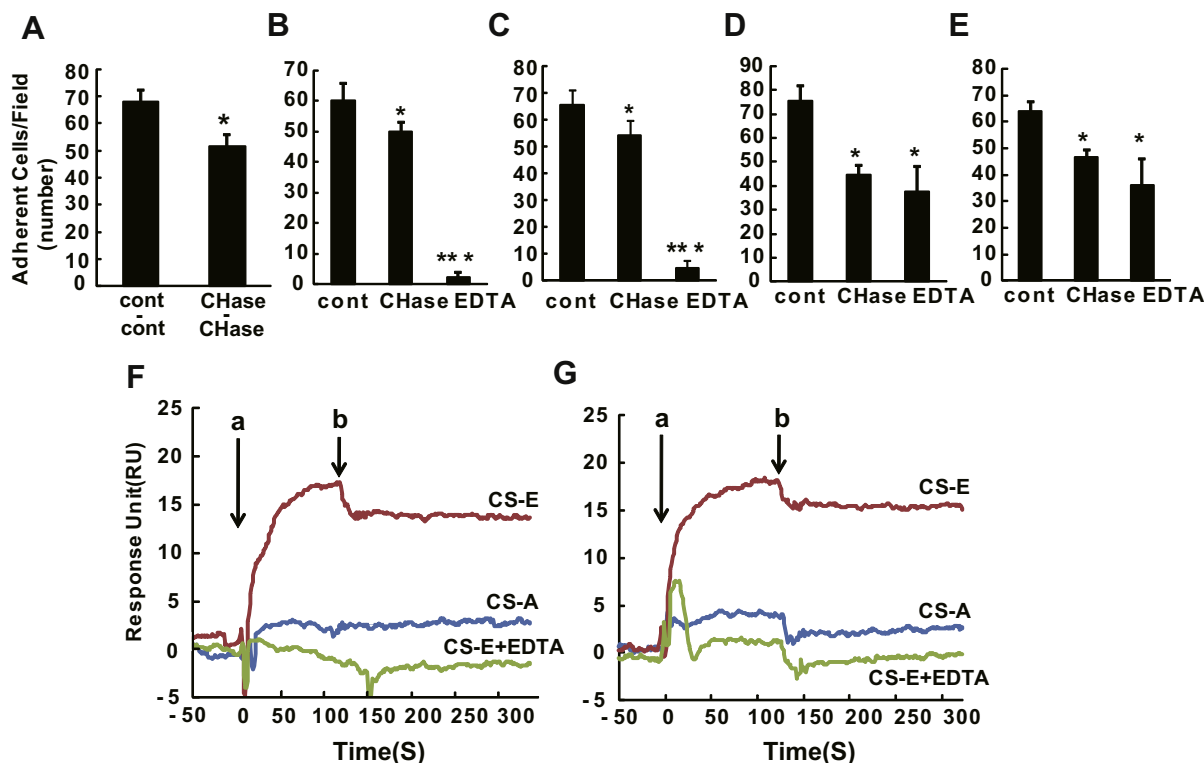 A
B
C
D
E
Adherent Cells/Field
(number)
80
70
60
50
40
30
20
10
0
cont
-
cont
CHase
-
CHase
*
70
60
50
40
30
20
10
0
*
** *
cont CHase EDTA
80
70
60
50
40
30
20
10
0
*
** *
cont CHase EDTA
90
80
70
60
50
40
30
20
10
0
*
*
cont CHase EDTA
80
70
60
50
40
30
20
10
0
*
*
cont CHase EDTA
F
Response Unit(RU)
25
20
15
10
5
0
-5
a
b
CS-E
CS-A
CS-E+EDTA
-50 0 50 100 150 200 250 300
Time(S)
G
25
20
15
10
5
0
-5
a
b
CS-E
CS-A
CS-E+EDTA
-50 0 50 100 150 200 250 300
Time(S)